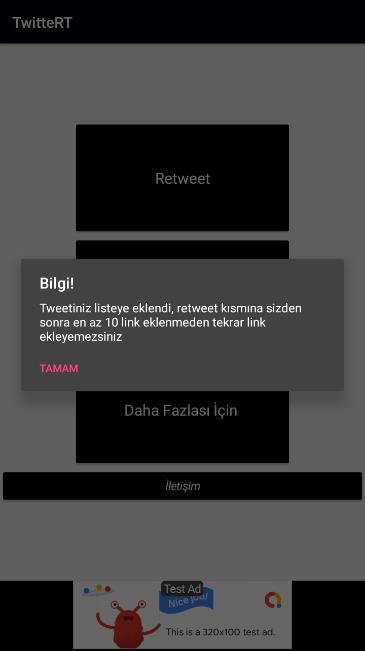 TwitteRT
Retweet
Bilgi!
Tweetiniz listeye eklendi, retweet kısmına sizden
sonra en az 10 link eklenmeden tekrar link
ekleyemezsiniz
TAMAM
Daha Fazlası İçin
İletişim
Test Ad
Nice job!
This is a 320x100 test ad.